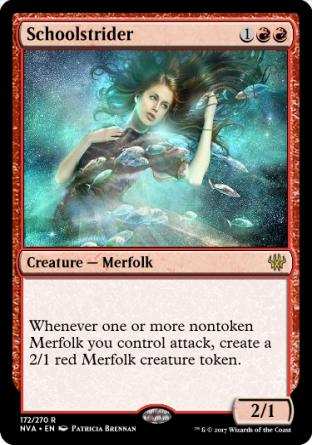 Schoolstrider 1
Creature — Merfolk
Whenever one or more nontoken
Merfolk you control attack, create a
2/1 red Merfolk creature token.
2/1
172/270 R
NVA • EN Patricia Brennan
™ & © 2017 Wizards of the Coast